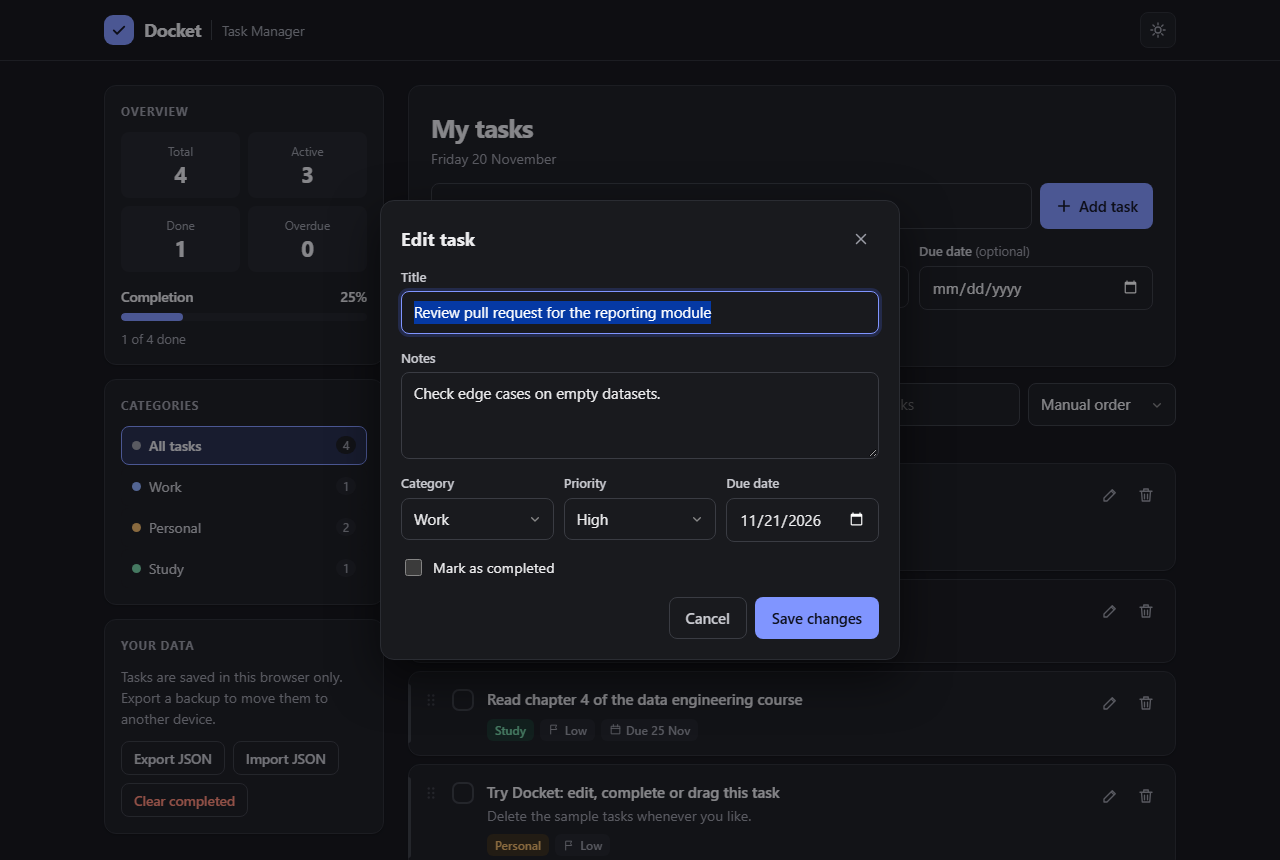 Docket
Task Manager
OVERVIEW
Total
4
Active
3
Done
1
Overdue
0
Completion
25%
1 of 4 done
CATEGORIES
All tasks
4
Work
1
Personal
2
Study
1
YOUR DATA
Tasks are saved in this browser only.
Export a backup to move them to
another device.
Export JSON
Import JSON
Clear completed
My tasks
Friday 20 November
Add task
Due date (optional)
mm/dd/yyyy
Manual order
Edit task
Title
Review pull request for the reporting module
Notes
Check edge cases on empty datasets.
Category
Priority
Due date
Work
High
11/21/2026
Mark as completed
Cancel
Save changes
Read chapter 4 of the data engineering course
Study
Low
Due 25 Nov
Try Docket: edit, complete or drag this task
Delete the sample tasks whenever you like.
Personal
Low